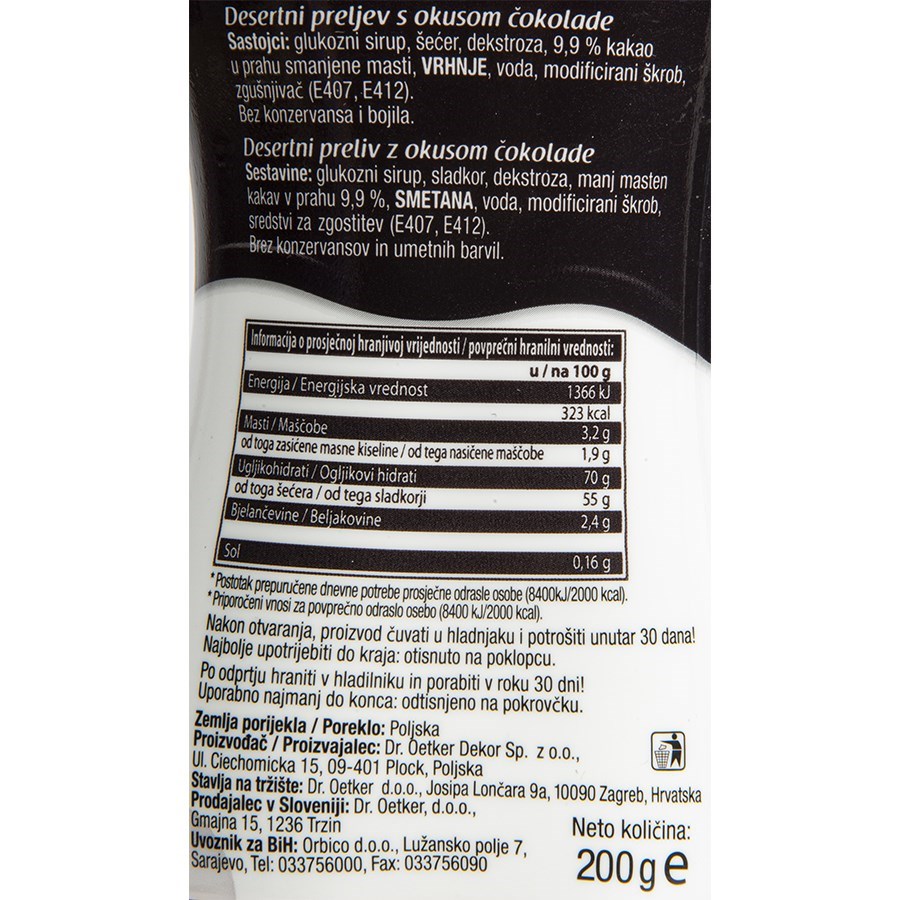 Desertni preljev s okusom čokolade
Sastojci: glukozni sirup, šećer, dekstroza, 9,9 % kakao
u prahu smanjene masti, VRHNJE, voda, modificirani škrob,
zgušnjivač (E407, E412).
Bez konzervansa i bojila.
Desertni preliv z okusom čokolade
Sestavine: glukozni sirup, sladkor, dekstroza, manj masten
kakav v prahu 9,9 %, SMETANA, voda, modificirani škrob,
sredstvi za zgostitev (E407, E412).
Brez konzervansov in umetnih barvil.
Informacija o prosječnoj hranjivoj vrijednosti / povprečni hranilni vrednosti:
u / na 100 g
Energija / Energijska vrednost 1366 kJ
323 kcal
Masti / Maščobe 3,2 g
od toga zasićene masne kiseline / od tega nasičene maščobe 1,9 g
Ugljikohidrati / Ogljikovi hidrati 70 g
od toga šećera / od tega sladkorji 55 g
Bjelančevine / Beljakovine 2,4 g
Sol 0,16 g
*Postotak prepuručene dnevne potrebe prosječne odrasle osobe (8400kJ/2000 kcal).
*Priporočeni vnosi za povprečno odraslo osebo (8400 kJ/2000 kcal).
Nakon otvaranja, proizvod čuvati u hladnjaku i potrošiti unutar 30 dana!
Najbolje upotrijebiti do kraja: otisnuto na poklopcu.
Po odprtju hraniti v hladilniku in porabiti v roku 30 dni!
Uporabno najmanj do konca: odtisnjeno na pokrovčku.
Zemlja porijekla / Poreklo: Poljska
Proizvođač / Proizvajalec: Dr. Oetker Dekor Sp. z o.o.,
Ul. Ciechomicka 15, 09-401 Plock, Poljska
Stavlja na tržište: Dr. Oetker d.o.o., Josipa Lončara 9a, 10090 Zagreb, Hrvatska
Prodajalec v Sloveniji: Dr. Oetker, d.o.o.,
Gmajna 15, 1236 Trzin
Uvoznik za BiH: Orbico d.o.o., Lužansko polje 7,
Sarajevo, Tel: 033756000, Fax: 033756090
Neto količina:
200 g e